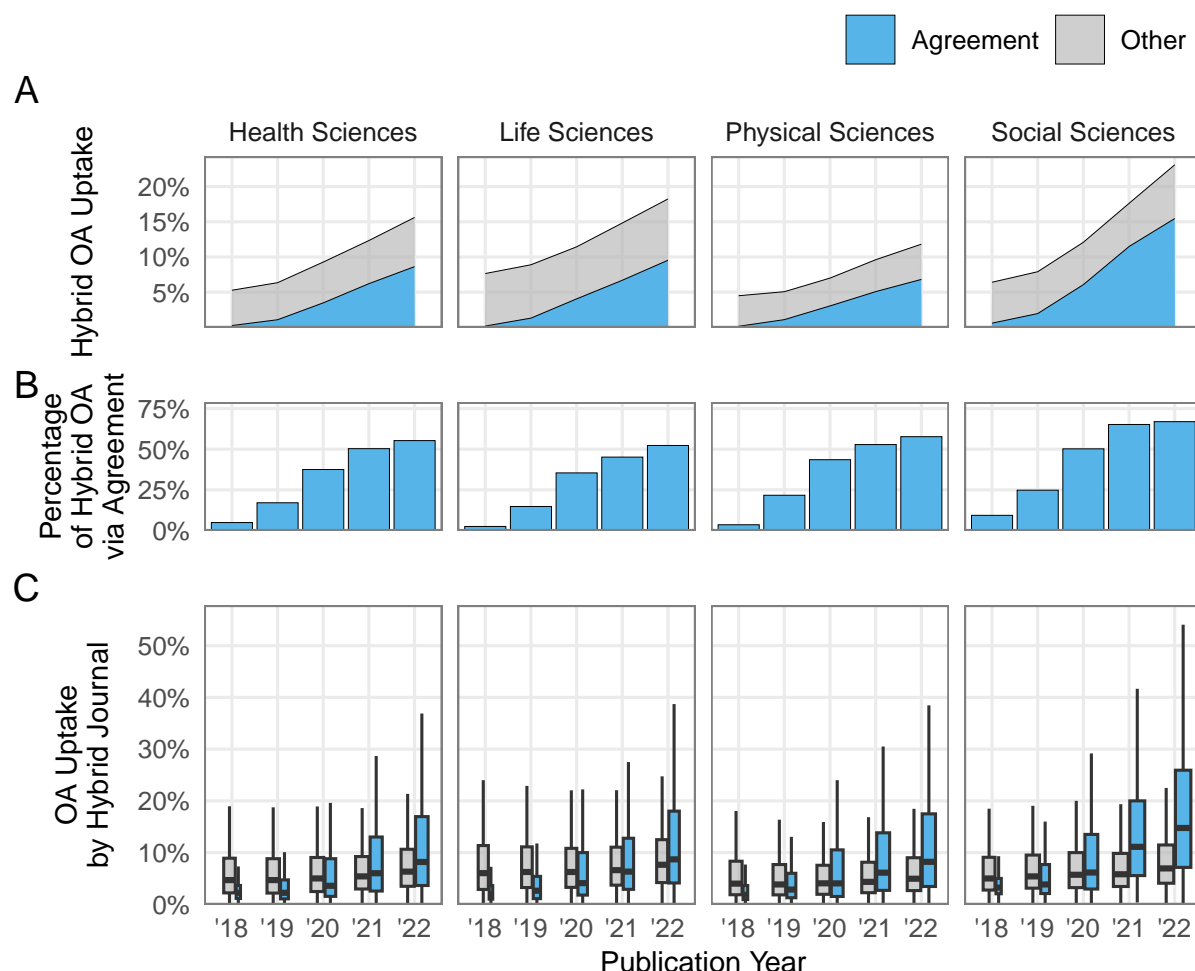 Agreement Other
A
Health Sciences Life Sciences Physical Sciences Social Sciences
Hybrid OA Uptake
20%
15%
10%
5%
B
Percentage
of Hybrid OA
via Agreement
75%
50%
25%
0%
C
OA Uptake
by Hybrid Journal
50%
40%
30%
20%
10%
0%
'18 '19 '20 '21 '22 '18 '19 '20 '21 '22 '18 '19 '20 '21 '22 '18 '19 '20 '21 '22
Publication Year